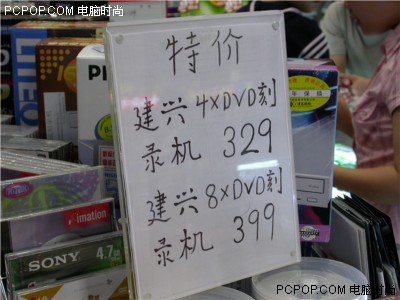 PCPOP.COM 电脑时尚
特价
建兴4XDVD刻
录机 329
建兴8XDVD刻
录机 399
imation
SONY 4.7
PCPOP.COM 电脑时尚